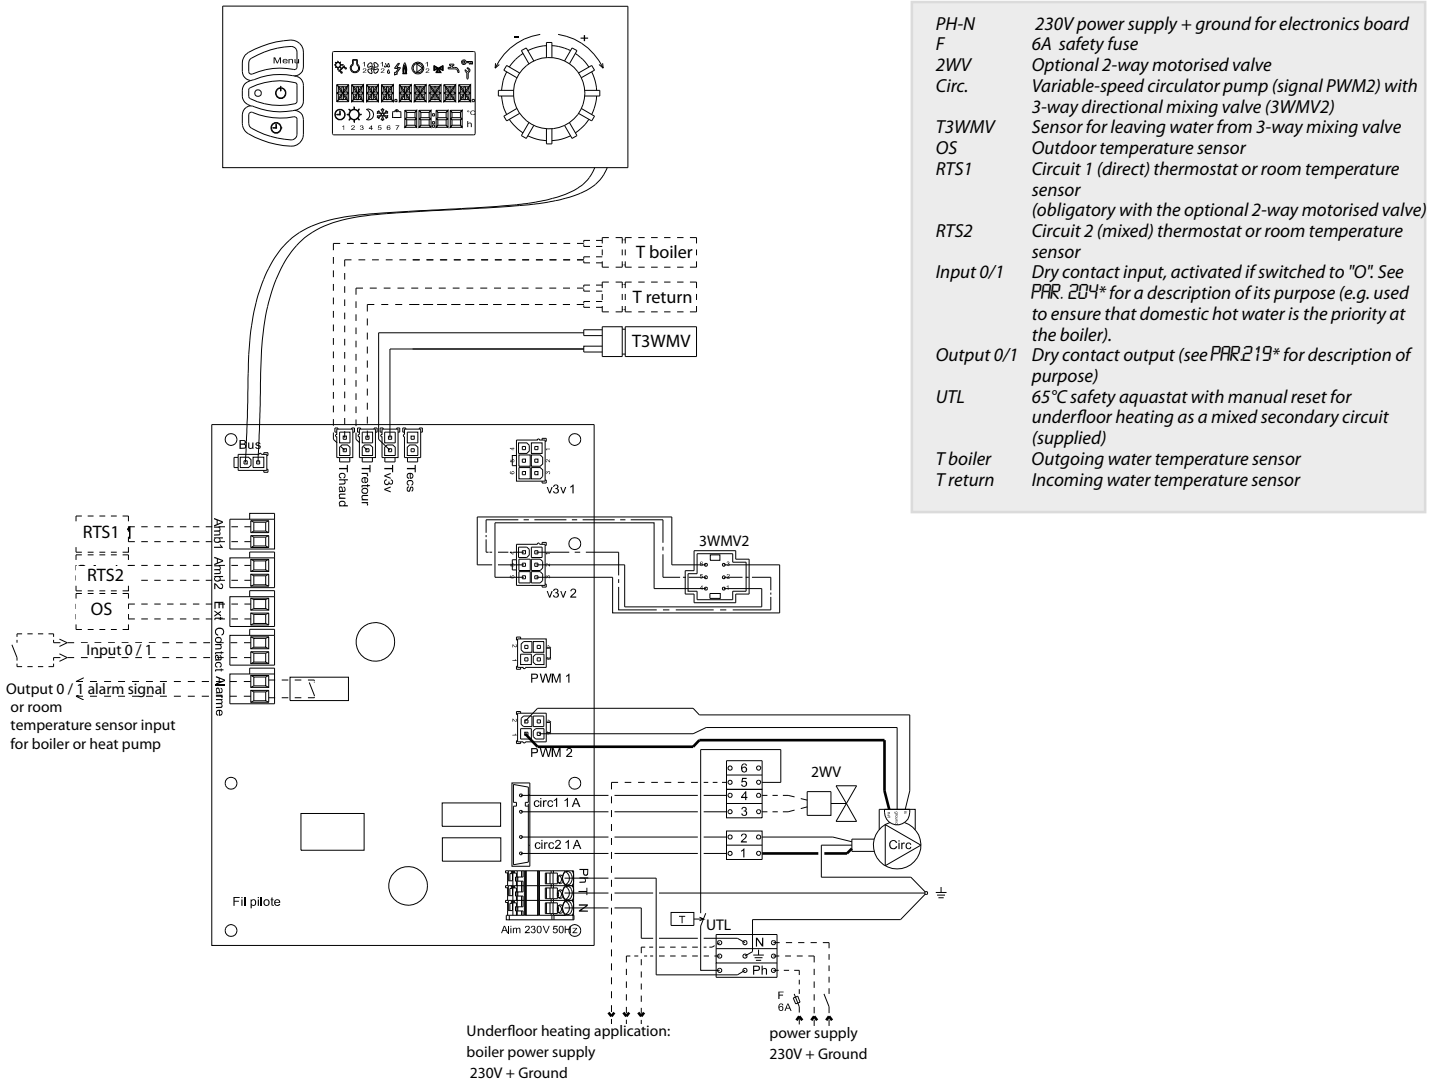 Menu
- +
1 2 3 4 5 6 7
°C
h
T boiler
T return
T3WMV
Bus
Tchaud
Tretour
Tv3v
Tecs
v3v 1
RTS1 1
Amb1
RTS2
Amb2
OS
Ext
Input 0 / 1
Contact
Output 0 / 1 alarm signal
or room
temperature sensor input
for boiler or heat pump
Alarme
v3v 2
3WMV2
PWM 1
PWM 2
circ1 1 A
circ2 1 A
6
5
4
3
2
1
2WV
Circ
Ph T N
Fil pilote
Alim 230V 50Hz
T
UTL
N
Ph
F
6A
Underfloor heating application:
boiler power supply
230V + Ground
power supply
230V + Ground
PH-N 230V power supply + ground for electronics board
F 6A safety fuse
2WV Optional 2-way motorised valve
Circ. Variable-speed circulator pump (signal PWM2) with
3-way directional mixing valve (3WMV2)
T3WMV Sensor for leaving water from 3-way mixing valve
OS Outdoor temperature sensor
RTS1 Circuit 1 (direct) thermostat or room temperature
sensor
(obligatory with the optional 2-way motorised valve)
RTS2 Circuit 2 (mixed) thermostat or room temperature
sensor
Input 0/1 Dry contact input, activated if switched to "O". See
PAR. 204* for a description of its purpose (e.g. used
to ensure that domestic hot water is the priority at
the boiler).
Output 0/1 Dry contact output (see PAR.219* for description of
purpose)
UTL 65°C safety aquastat with manual reset for
underfloor heating as a mixed secondary circuit
(supplied)
T boiler Outgoing water temperature sensor
T return Incoming water temperature sensor